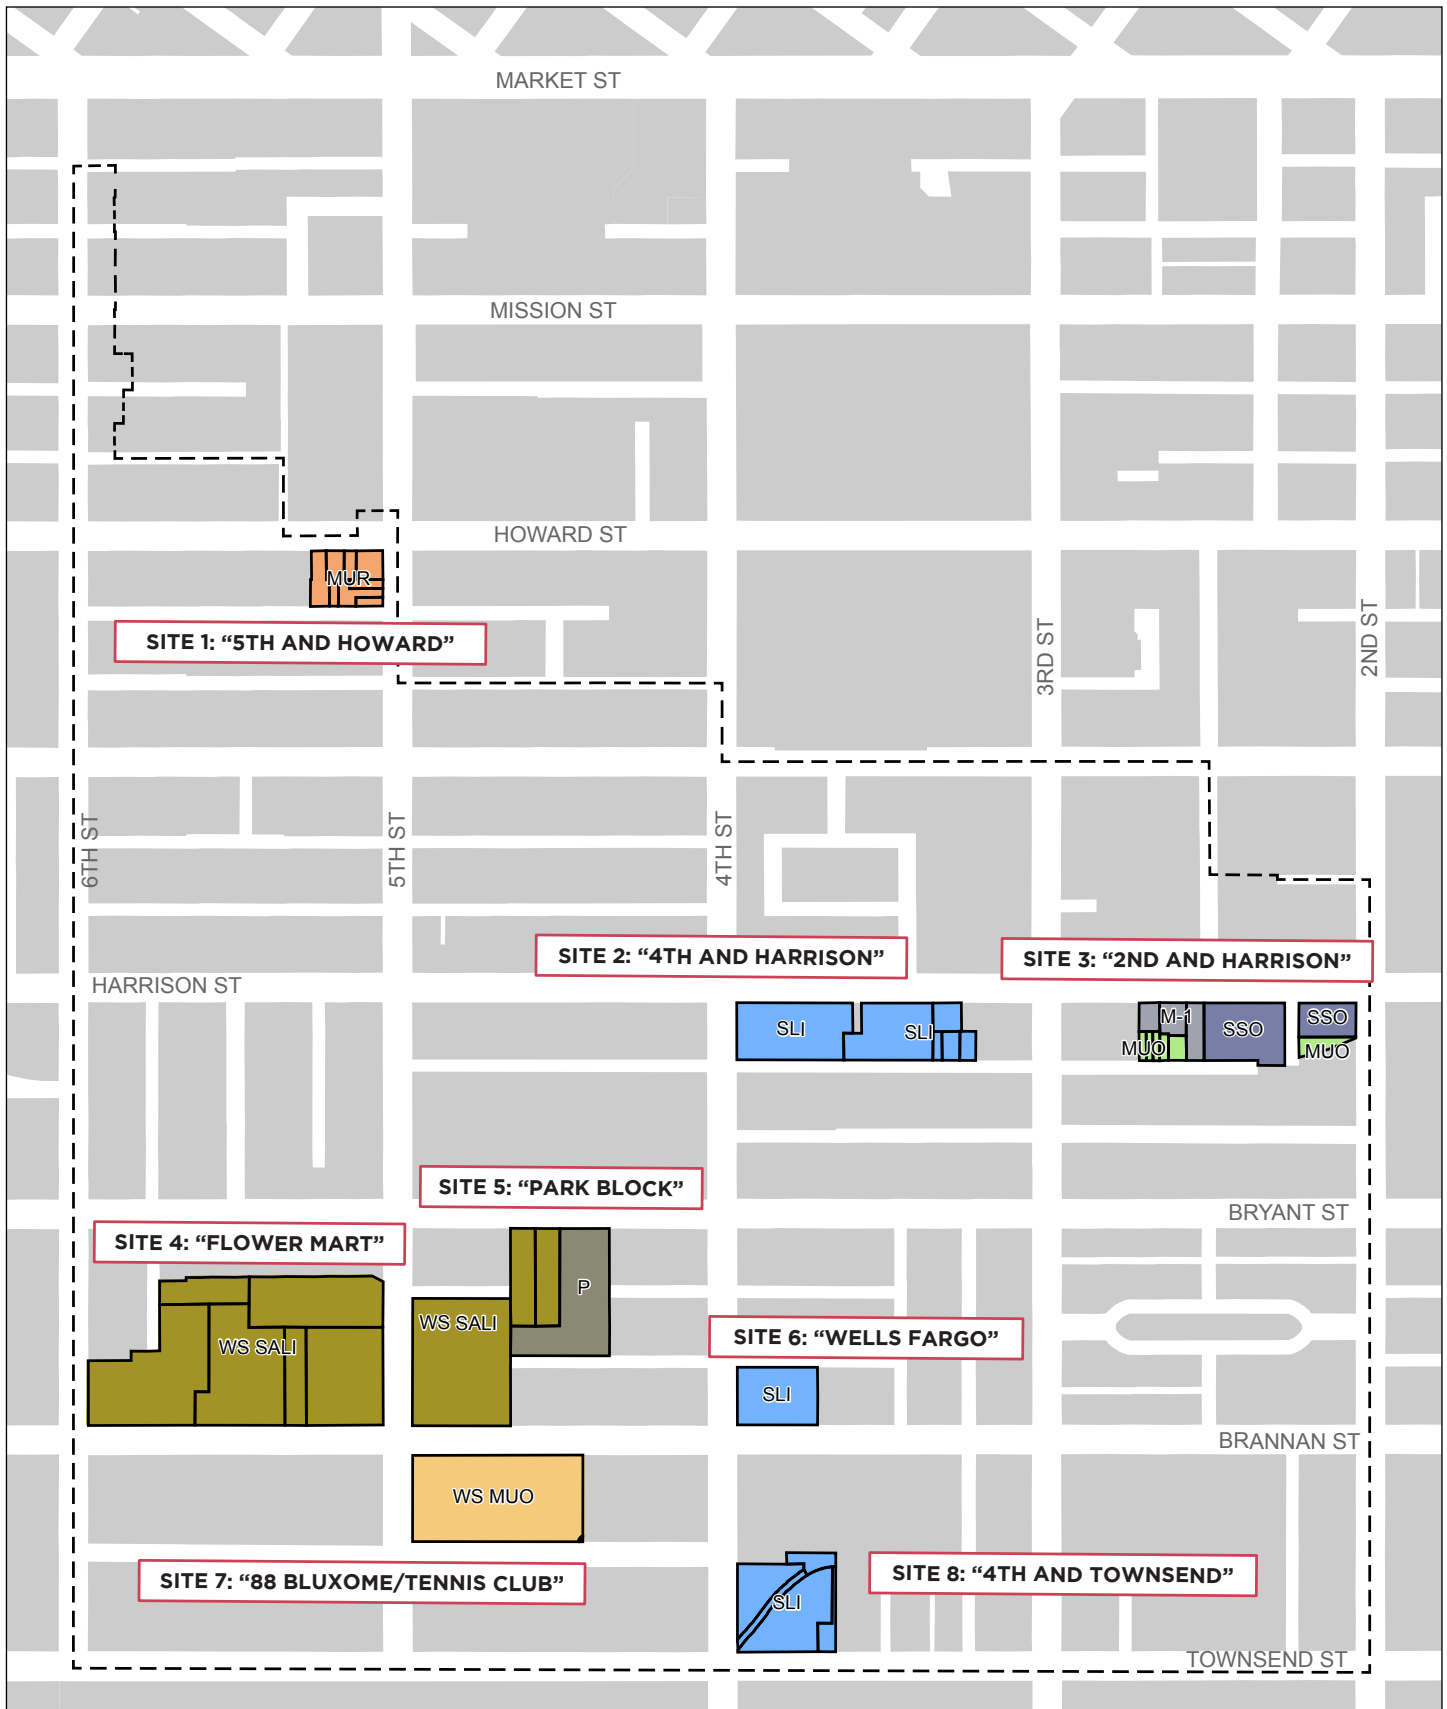 MARKET ST
MISSION ST
HOWARD ST
MUR
SITE 1: “5TH AND HOWARD”
3RD ST
2ND ST
6TH ST
5TH ST
4TH ST
SITE 2: “4TH AND HARRISON”
SITE 3: “2ND AND HARRISON”
HARRISON ST
SLI
SLI
M-1
SSO
SSO
MUO
MUO
SITE 5: “PARK BLOCK”
BRYANT ST
SITE 4: “FLOWER MART”
P
WS SALI
SITE 6: “WELLS FARGO”
WS SALI
SLI
BRANNAN ST
WS MUO
SITE 7: “88 BLUXOME/TENNIS CLUB”
SITE 8: “4TH AND TOWNSEND”
SLI
TOWNSEND ST